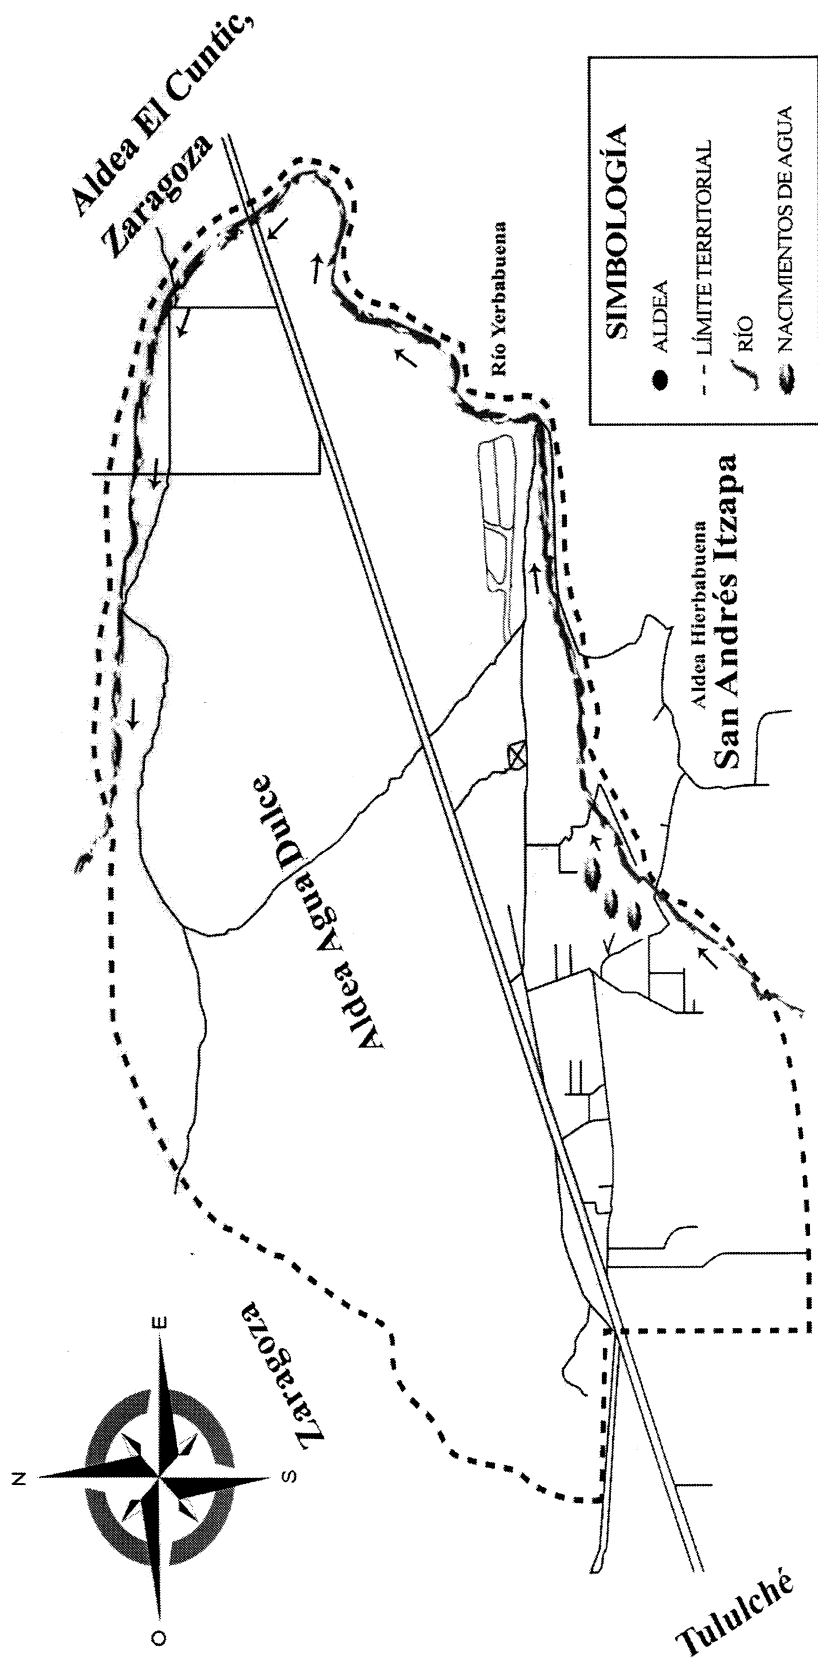 Aldea El Cuntic,
Zaragoza
Río Yerbabuena
SIMBOLOGÍA
ALDEA
LÍMITE TERRITORIAL
RÍO
NACIMIENTOS DE AGUA
Aldea Hierbabuena
San Andrés Itzapa
Aldea Agua Dulce
Zaragoza
N
E
S
O
Tululché